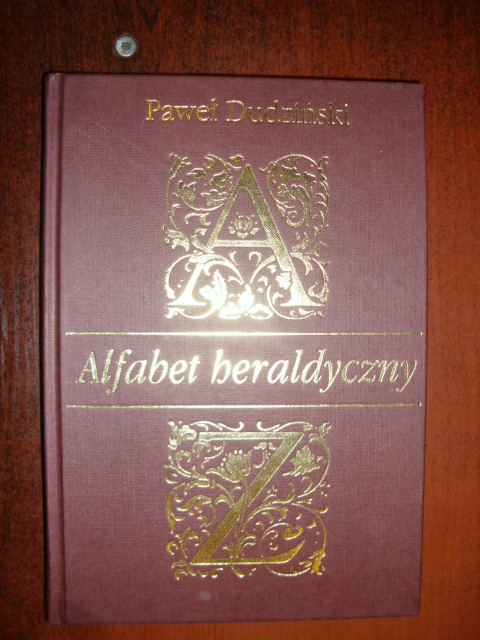 Paweł Dudziński
A
Alfabet heraldyczny
Z